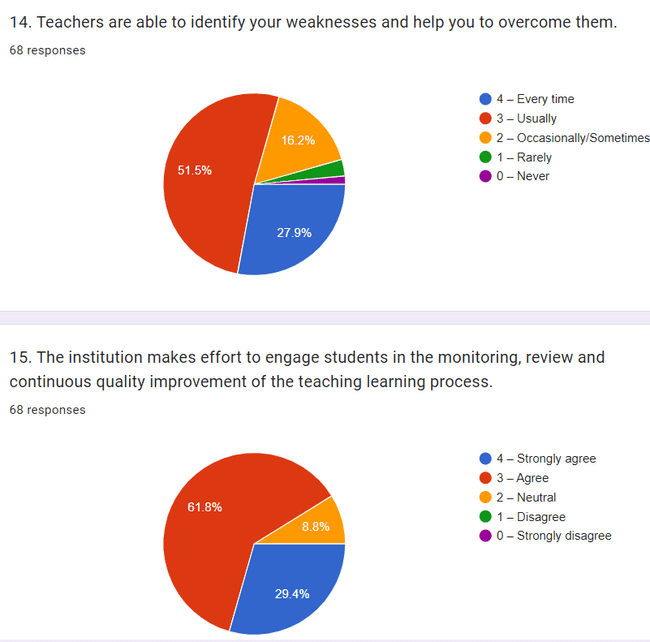 14. Teachers are able to identify your weaknesses and help you to overcome them.
68 responses
4 – Every time
3 – Usually
2 – Occasionally/Sometimes
1 – Rarely
0 – Never
16.2%
51.5%
27.9%
15. The institution makes effort to engage students in the monitoring, review and
continuous quality improvement of the teaching learning process.
68 responses
4 – Strongly agree
3 – Agree
2 – Neutral
1 – Disagree
0 – Strongly disagree
61.8%
8.8%
29.4%